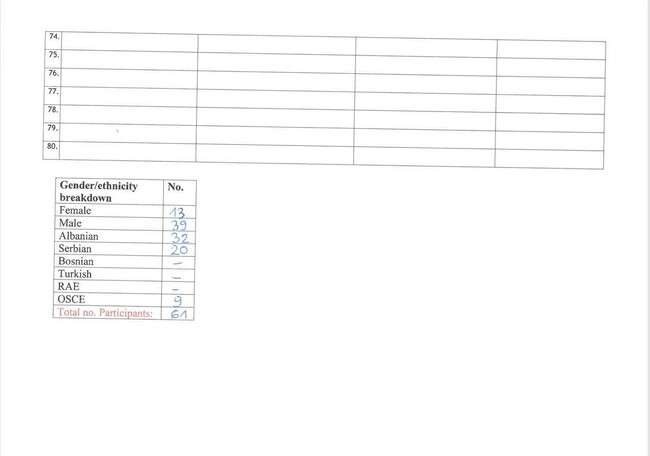 74.
75.
76.
77.
78.
79.
80.
Gender/ethnicity breakdown No.
Female 13
Male 39
Albanian 32
Serbian 20
Bosnian –
Turkish –
RAE –
OSCE 9
Total no. Participants: 61